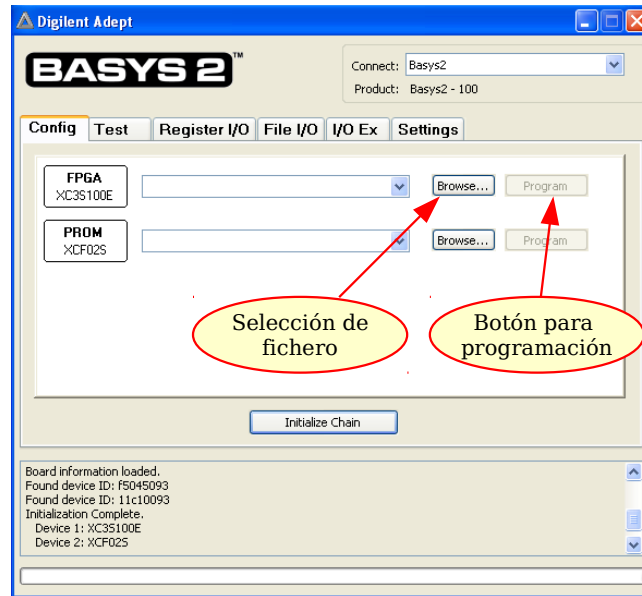 Digilent Adept
BASYS 2™
Connect: Basys2
Product: Basys2 - 100
Config Test Register I/O File I/O I/O Ex Settings
FPGA
XC3S100E
Browse... Program
PROM
XCF02S
Browse... Program
Selección de
fichero
Botón para
programación
Initialize Chain
Board information loaded.
Found device ID: f5045093
Found device ID: 11c10093
Initialization Complete.
Device 1: XC3S100E
Device 2: XCF02S